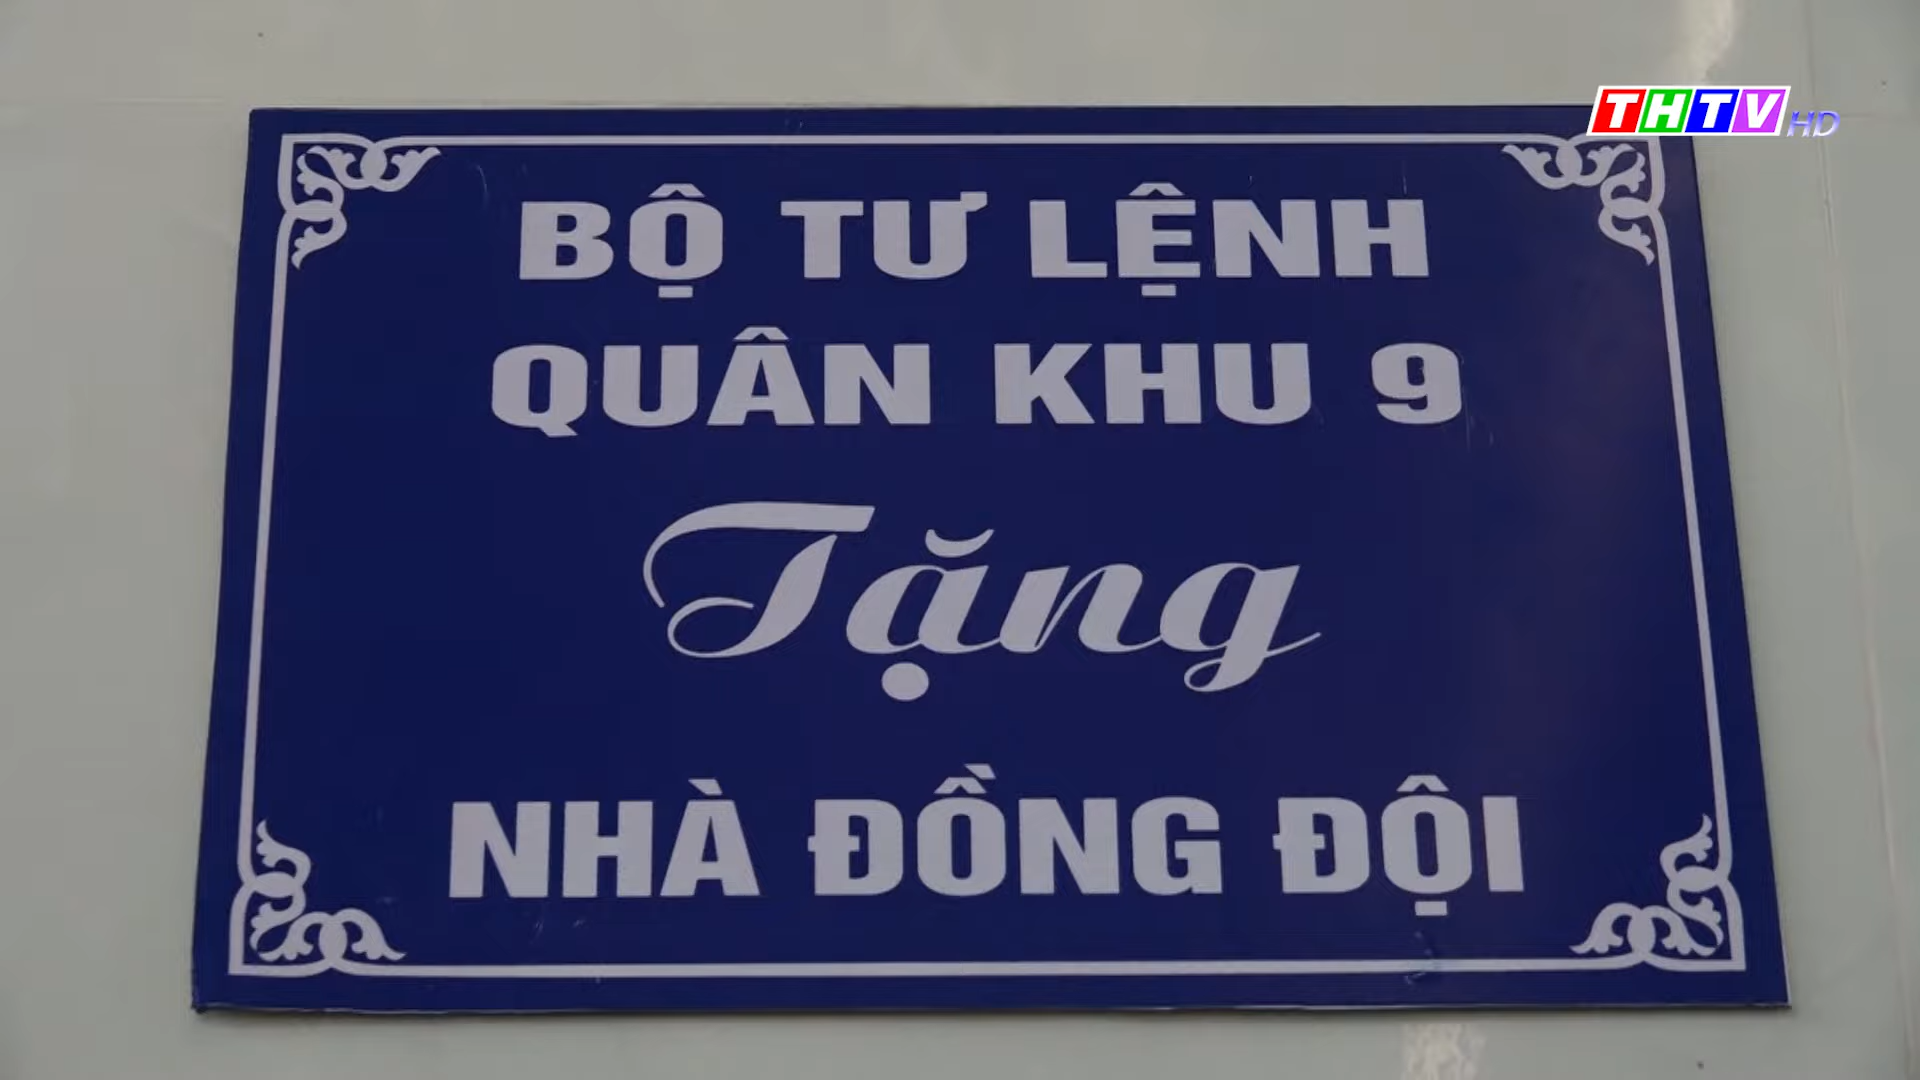 THTV HD
BỘ TƯ LỆNH
QUÂN KHU 9
Tặng
NHÀ ĐỒNG ĐỘI